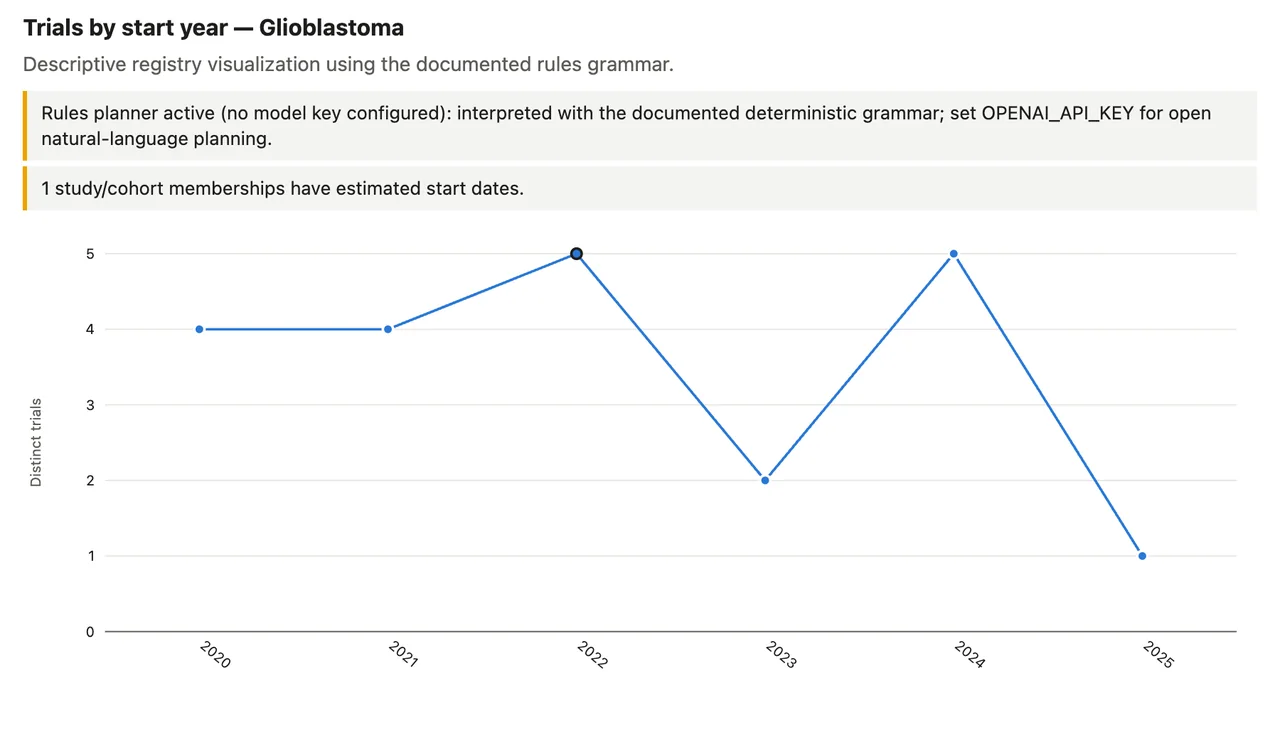 Trials by start year — Glioblastoma
Descriptive registry visualization using the documented rules grammar.
Rules planner active (no model key configured): interpreted with the documented deterministic grammar; set OPENAI_API_KEY for open
natural-language planning.
1 study/cohort memberships have estimated start dates.
5
4
3
2
1
0
Distinct trials
2020
2021
2022
2023
2024
2025